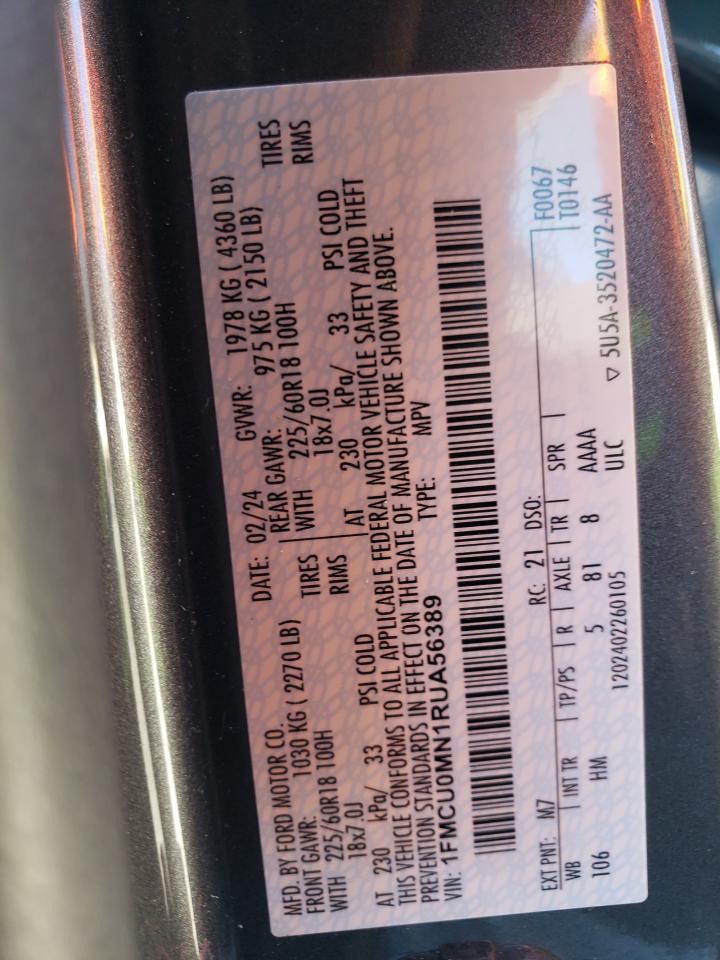 MFD. BY FORD MOTOR CO. DATE: 02/24 GVWR: 1978 KG ( 4360 LB)
FRONT GAWR: 1030 KG ( 2270 LB) REAR GAWR: 975 KG ( 2150 LB)
WITH 225/60R18 100H TIRES WITH 225/60R18 100H TIRES
18x7.0J RIMS 18x7.0J RIMS
AT 230 kPa/ 33 PSI COLD AT 230 kPa/ 33 PSI COLD
THIS VEHICLE CONFORMS TO ALL APPLICABLE FEDERAL MOTOR VEHICLE SAFETY AND THEFT
PREVENTION STANDARDS IN EFFECT ON THE DATE OF MANUFACTURE SHOWN ABOVE.
VIN: 1FMCU0MN1RUA56389 TYPE: MPV
EXT PNT: M7 RC: 21 DSO: F0067
WB INT TR TP/PS R AXLE TR SPR T0146
106 HM 5 81 8 AAAA
ULC
1202402260105 ▽ 5U5A-3520472-AA